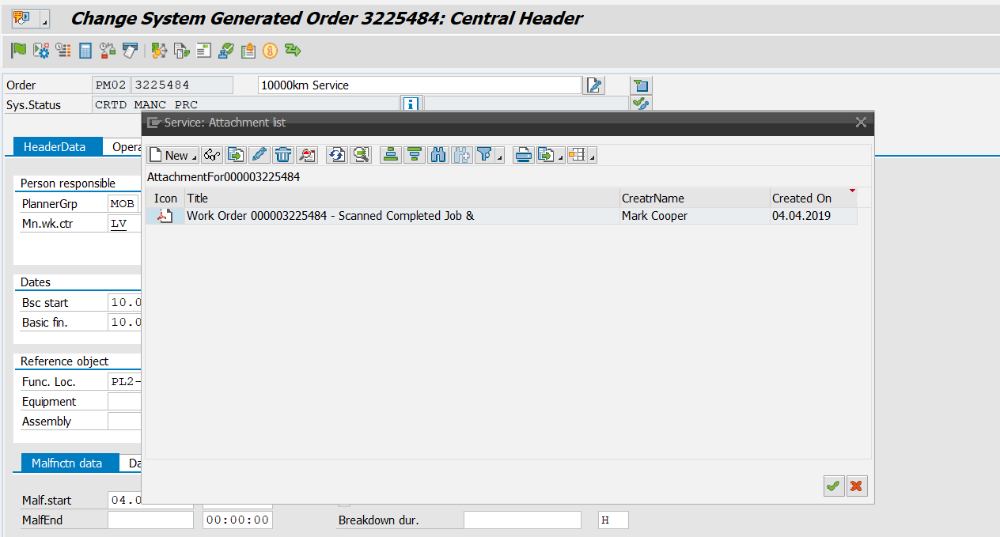 Change System Generated Order 3225484: Central Header
Order PM02 3225484 10000km Service
Sys.Status CRTD MANC PRC
Service: Attachment list
HeaderData Opera
New
AttachmentFor000003225484
Person responsible
Icon Title CreatrName Created On
PlannerGrp MOB
Work Order 000003225484 - Scanned Completed Job & Mark Cooper 04.04.2019
Mn.wk.ctr LV
Dates
Bsc start 10.0
Basic fin. 10.0
Reference object
Func. Loc. PL2-
Equipment
Assembly
Malfnctn data Da
Malf.start 04.0
MalfEnd 00:00:00 Breakdown dur. H